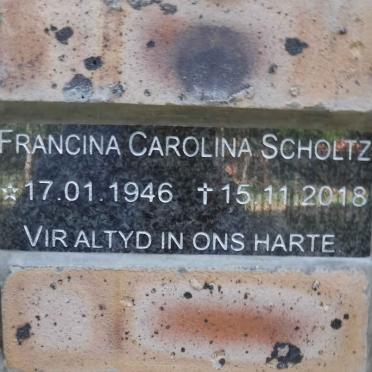 FRANCINA CAROLINA SCHOLTZ
☆17.01.1946 ✝15.11.2018
VIR ALTYD IN ONS HARTE